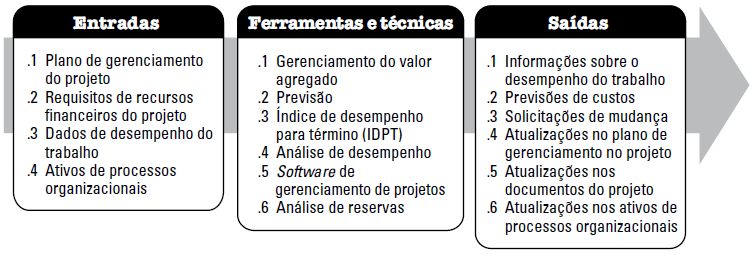 Entradas
.1 Plano de gerenciamento
do projeto
.2 Requisitos de recursos
financeiros do projeto
.3 Dados de desempenho do
trabalho
.4 Ativos de processos
organizacionais
Ferramentas e técnicas
.1 Gerenciamento do valor
agregado
.2 Previsão
.3 Índice de desempenho
para término (IDPT)
.4 Análise de desempenho
.5 Software de
gerenciamento de projetos
.6 Análise de reservas
Saídas
.1 Informações sobre o
desempenho do trabalho
.2 Previsões de custos
.3 Solicitações de mudança
.4 Atualizações no plano de
gerenciamento no projeto
.5 Atualizações nos
documentos do projeto
.6 Atualizações nos ativos de
processos organizacionais